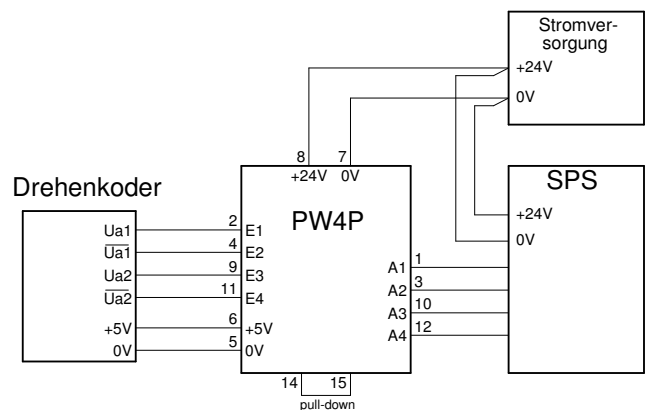 Stromver-
sorgung
+24V
0V
8 7
+24V 0V
Drehenkoder
PW4P
SPS
Ua1 2 E1
U̅a̅1̅ 4 E2
Ua2 9 E3
U̅a̅2̅ 11 E4
+5V 6 +5V
0V 5 0V
A1 1
A2 3
A3 10
A4 12
+24V
0V
14 15
pull-down